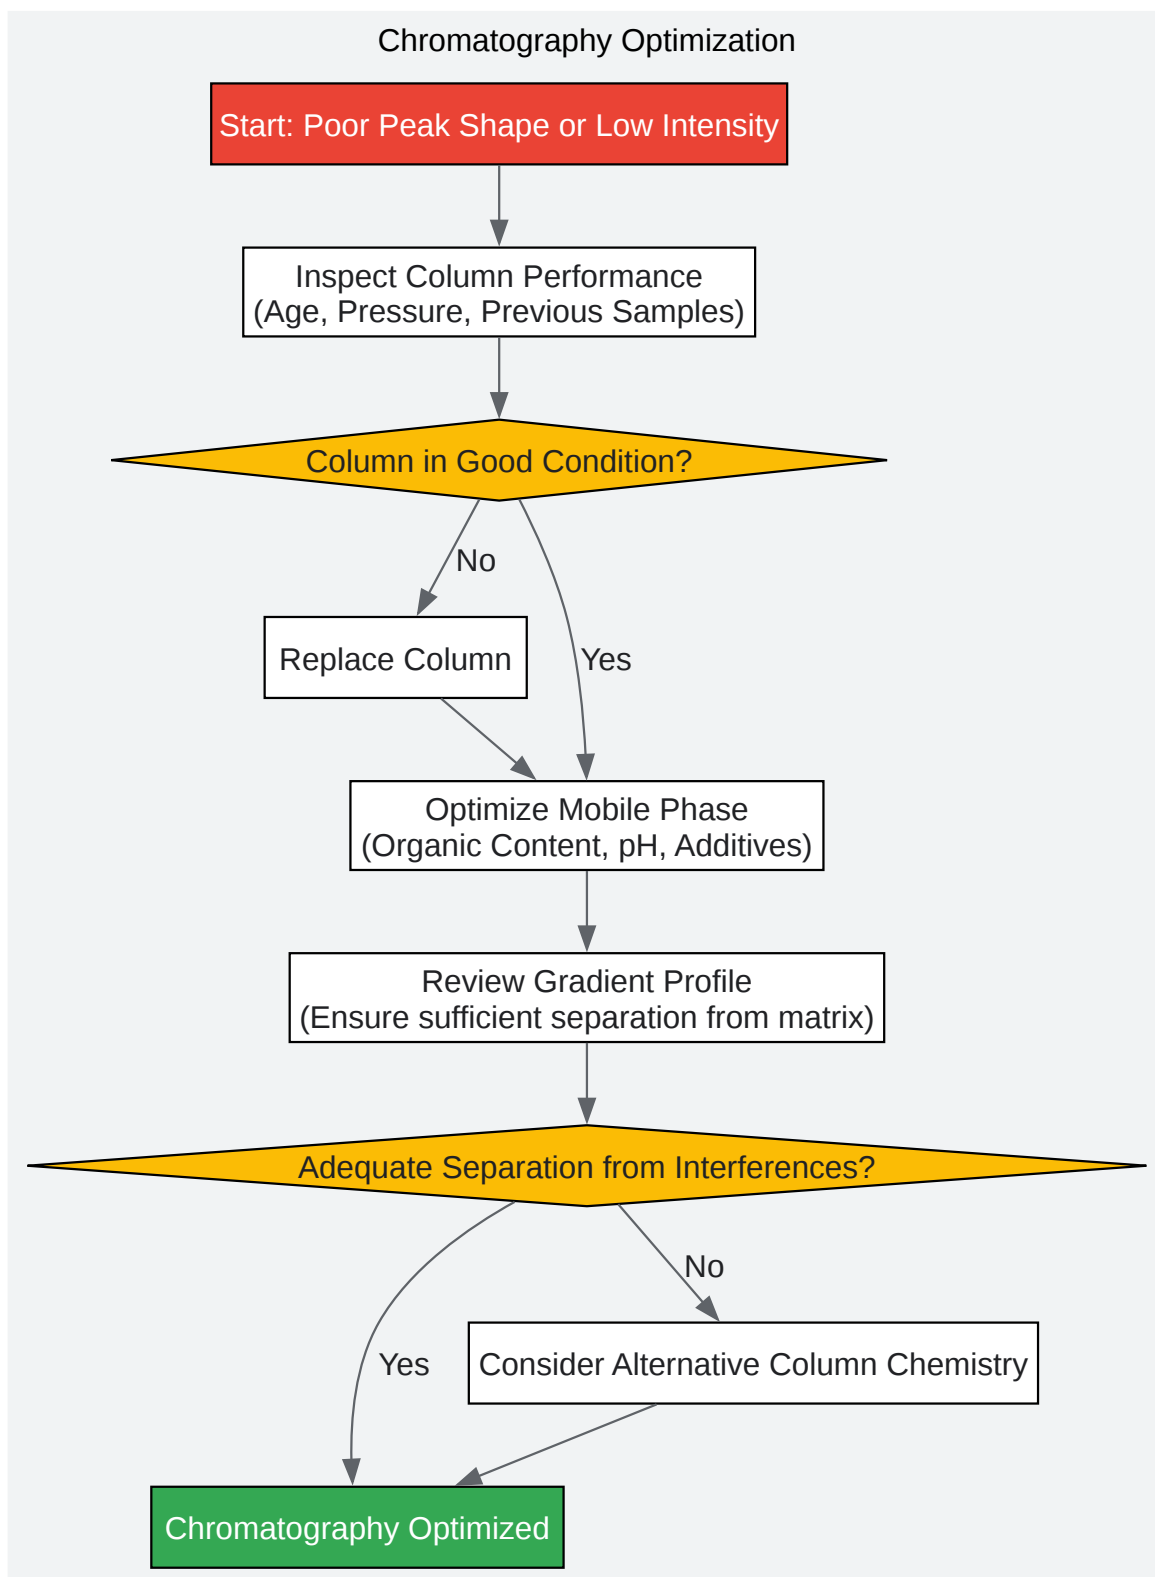 Chromatography Optimization
Start: Poor Peak Shape or Low Intensity
Inspect Column Performance
(Age, Pressure, Previous Samples)
Column in Good Condition?
No
Replace Column
Yes
Optimize Mobile Phase
(Organic Content, pH, Additives)
Review Gradient Profile
(Ensure sufficient separation from matrix)
Adequate Separation from Interferences?
No
Yes
Consider Alternative Column Chemistry
Chromatography Optimized